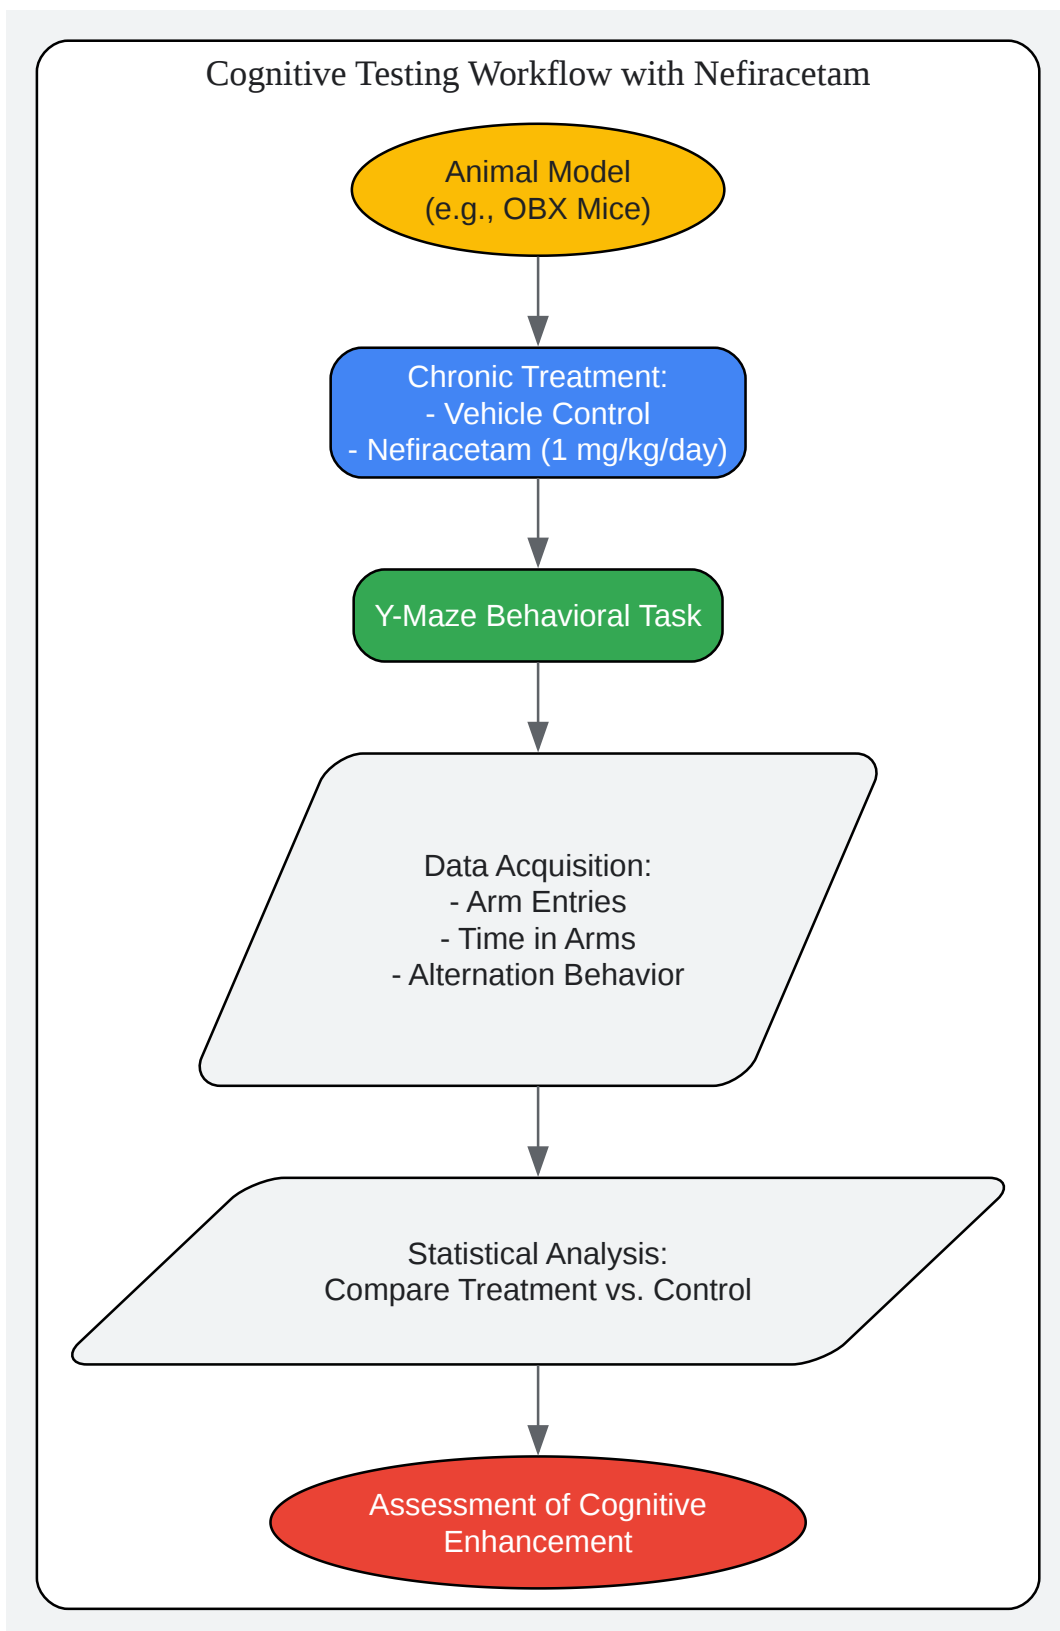 Cognitive Testing Workflow with Nefiracetam
Animal Model
(e.g., OBX Mice)
Chronic Treatment:
- Vehicle Control
- Nefiracetam (1 mg/kg/day)
Y-Maze Behavioral Task
Data Acquisition:
- Arm Entries
- Time in Arms
- Alternation Behavior
Statistical Analysis:
Compare Treatment vs. Control
Assessment of Cognitive
Enhancement